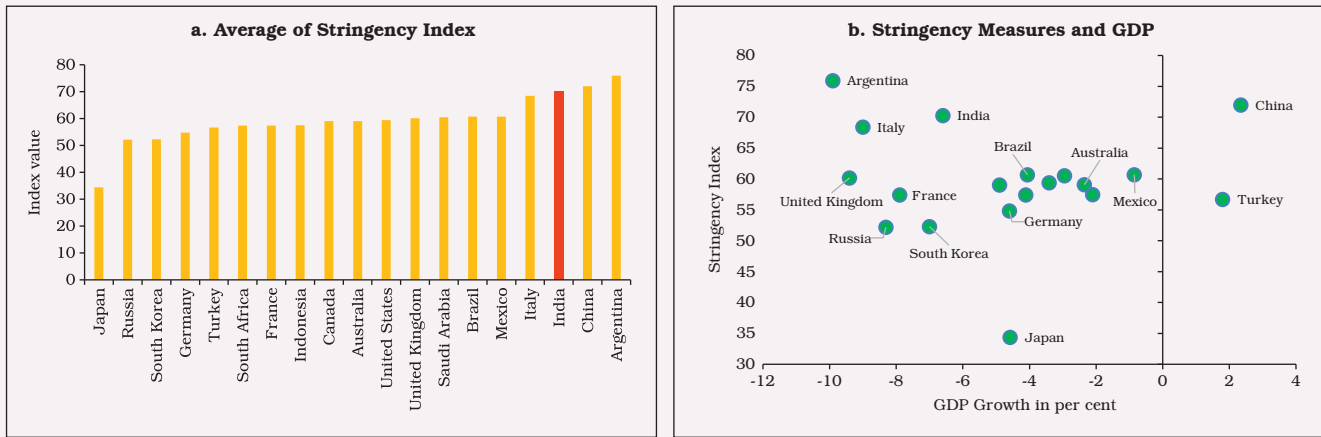 a. Average of Stringency Index
Index value
80
70
60
50
40
30
20
10
0
Japan
Russia
South Korea
Germany
Turkey
South Africa
France
Indonesia
Canada
Australia
United States
United Kingdom
Saudi Arabia
Brazil
Mexico
Italy
India
China
Argentina
b. Stringency Measures and GDP
Stringency Index
80
75
70
65
60
55
50
45
40
35
30
Argentina
China
India
Italy
Brazil
Australia
United Kingdom
France
Mexico
Turkey
Germany
Russia
South Korea
Japan
-12 -10 -8 -6 -4 -2 0 2 4
GDP Growth in per cent